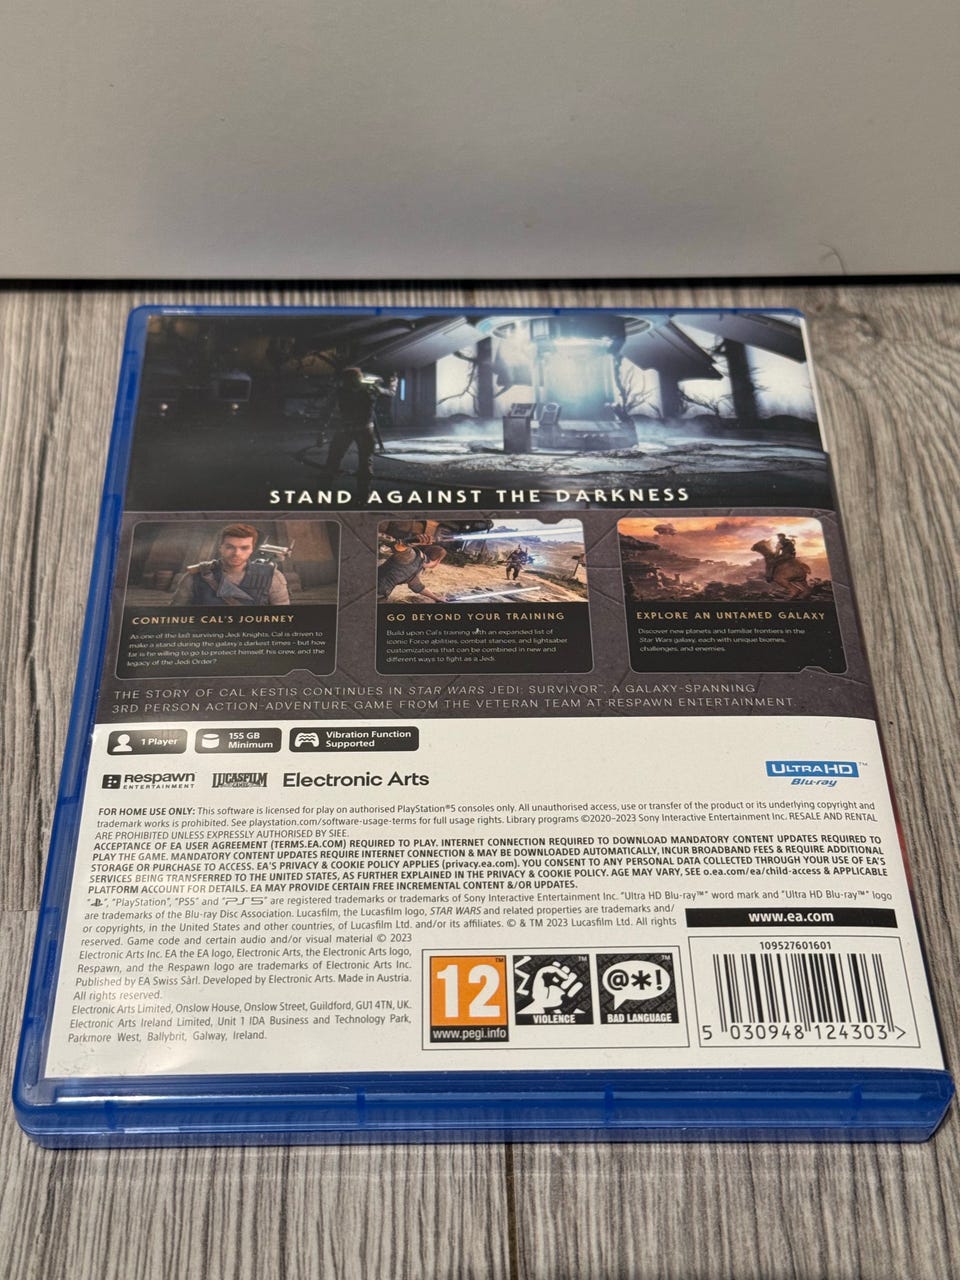 STAND AGAINST THE DARKNESS
CONTINUE CAL'S JOURNEY
As one of the last surviving Jedi Knights, Cal is driven to
make a stand during the galaxy's darkest times - but how
far is he willing to go to protect himself, his crew, and the
legacy of the Jedi Order?
GO BEYOND YOUR TRAINING
Build upon Cal's training with an expanded list of
iconic Force abilities, combat stances, and lightsaber
customizations that can be combined in new and
different ways to fight as a Jedi.
EXPLORE AN UNTAMED GALAXY
Discover new planets and familiar frontiers in the
Star Wars galaxy, each with unique biomes,
challenges, and enemies.
THE STORY OF CAL KESTIS CONTINUES IN STAR WARS JEDI: SURVIVOR™, A GALAXY-SPANNING
3RD PERSON ACTION-ADVENTURE GAME FROM THE VETERAN TEAM AT RESPAWN ENTERTAINMENT.
1 Player
155 GB
Minimum
Vibration Function
Supported
RESPAWN
ENTERTAINMENT
LUCASFILM
Electronic Arts
ULTRA HD™
Blu-ray
FOR HOME USE ONLY: This software is licensed for play on authorised PlayStation®5 consoles only. All unauthorised access, use or transfer of the product or its underlying copyright and
trademark works is prohibited. See playstation.com/software-usage-terms for full usage rights. Library programs ©2020–2023 Sony Interactive Entertainment Inc. RESALE AND RENTAL
ARE PROHIBITED UNLESS EXPRESSLY AUTHORISED BY SIEE.
ACCEPTANCE OF EA USER AGREEMENT (TERMS.EA.COM) REQUIRED TO PLAY. INTERNET CONNECTION REQUIRED TO DOWNLOAD MANDATORY CONTENT UPDATES REQUIRED TO
PLAY THE GAME. MANDATORY CONTENT UPDATES REQUIRE INTERNET CONNECTION & MAY BE DOWNLOADED AUTOMATICALLY, INCUR BROADBAND FEES & REQUIRE ADDITIONAL
STORAGE OR PURCHASE TO ACCESS. EA'S PRIVACY & COOKIE POLICY APPLIES (privacy.ea.com). YOU CONSENT TO ANY PERSONAL DATA COLLECTED THROUGH YOUR USE OF EA'S
SERVICES BEING TRANSFERRED TO THE UNITED STATES, AS FURTHER EXPLAINED IN THE PRIVACY & COOKIE POLICY. AGE MAY VARY, SEE o.ea.com/ea/child-access & APPLICABLE
PLATFORM ACCOUNT FOR DETAILS. EA MAY PROVIDE CERTAIN FREE INCREMENTAL CONTENT &/OR UPDATES.
"PS", "PlayStation", "PS5" and "PS5" are registered trademarks or trademarks of Sony Interactive Entertainment Inc. "Ultra HD Blu-ray™" word mark and "Ultra HD Blu-ray™" logo
are trademarks of the Blu-ray Disc Association. Lucasfilm, the Lucasfilm logo, STAR WARS and related properties are trademarks and/
or copyrights, in the United States and other countries, of Lucasfilm Ltd. and/or its affiliates. © & TM 2023 Lucasfilm Ltd. All rights
reserved. Game code and certain audio and/or visual material © 2023
Electronic Arts Inc. EA the EA logo, Electronic Arts, the Electronic Arts logo,
Respawn, and the Respawn logo are trademarks of Electronic Arts Inc.
Published by EA Swiss Sàrl. Developed by Electronic Arts. Made in Austria.
All rights reserved.
Electronic Arts Limited, Onslow House, Onslow Street, Guildford, GU1 4TN, UK.
Electronic Arts Ireland Limited, Unit 1 IDA Business and Technology Park,
Parkmore West, Ballybrit, Galway, Ireland.
www.ea.com
12™
www.pegi.info
™
VIOLENCE
@*!™
BAD LANGUAGE
109527601601
5 030948 124303 >